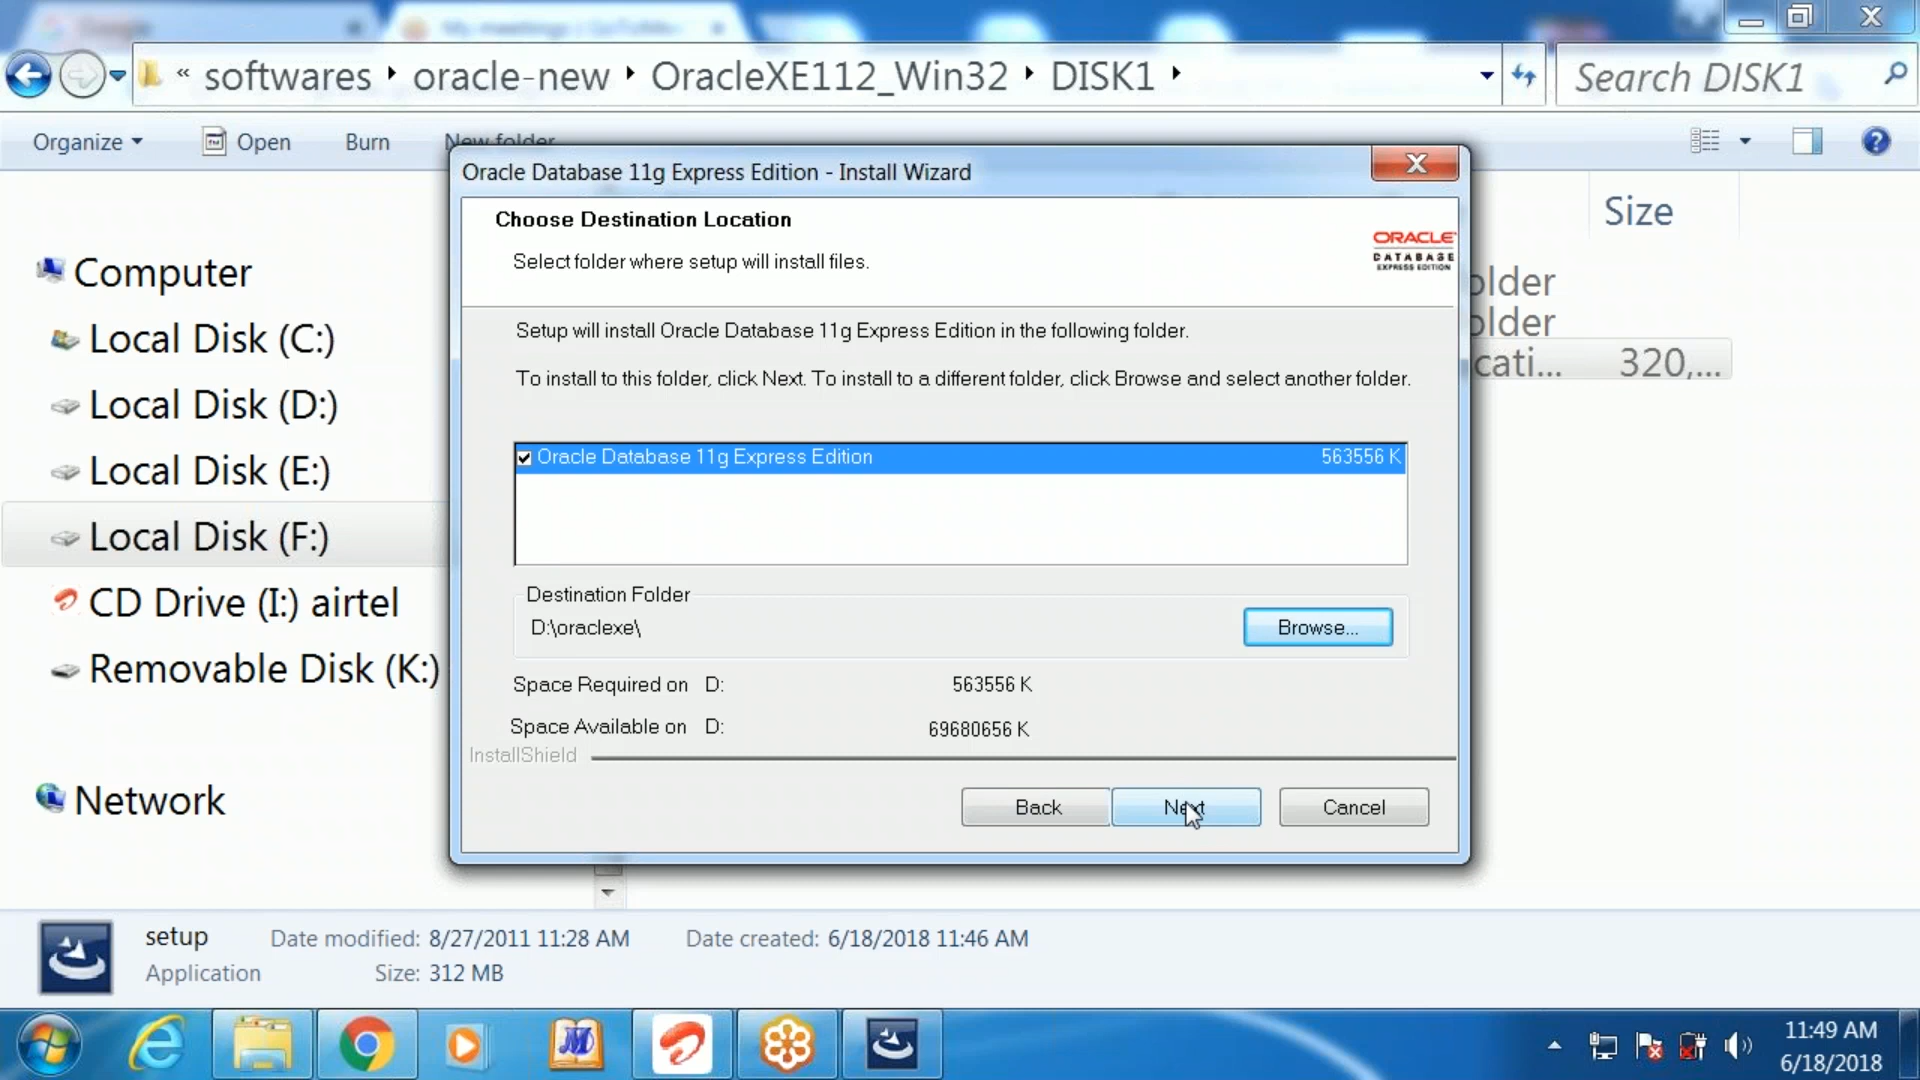 « softwares ‣ oracle-new ‣ OracleXE112_Win32 ‣ DISK1 ‣
Search DISK1
Organize
Open
Burn
New folder
Size
Computer
Local Disk (C:)
Local Disk (D:)
Local Disk (E:)
Local Disk (F:)
CD Drive (I:) airtel
Removable Disk (K:)
Network
320,...
Oracle Database 11g Express Edition - Install Wizard
Choose Destination Location
Select folder where setup will install files.
ORACLE
DATABASE
EXPRESS EDITION
Setup will install Oracle Database 11g Express Edition in the following folder.
To install to this folder, click Next. To install to a different folder, click Browse and select another folder.
Oracle Database 11g Express Edition 563556 K
Destination Folder
D:\oraclexe\
Browse...
Space Required on D: 563556 K
Space Available on D: 69680656 K
InstallShield
Back
Next
Cancel
setup Date modified: 8/27/2011 11:28 AM Date created: 6/18/2018 11:46 AM
Application Size: 312 MB
11:49 AM
6/18/2018